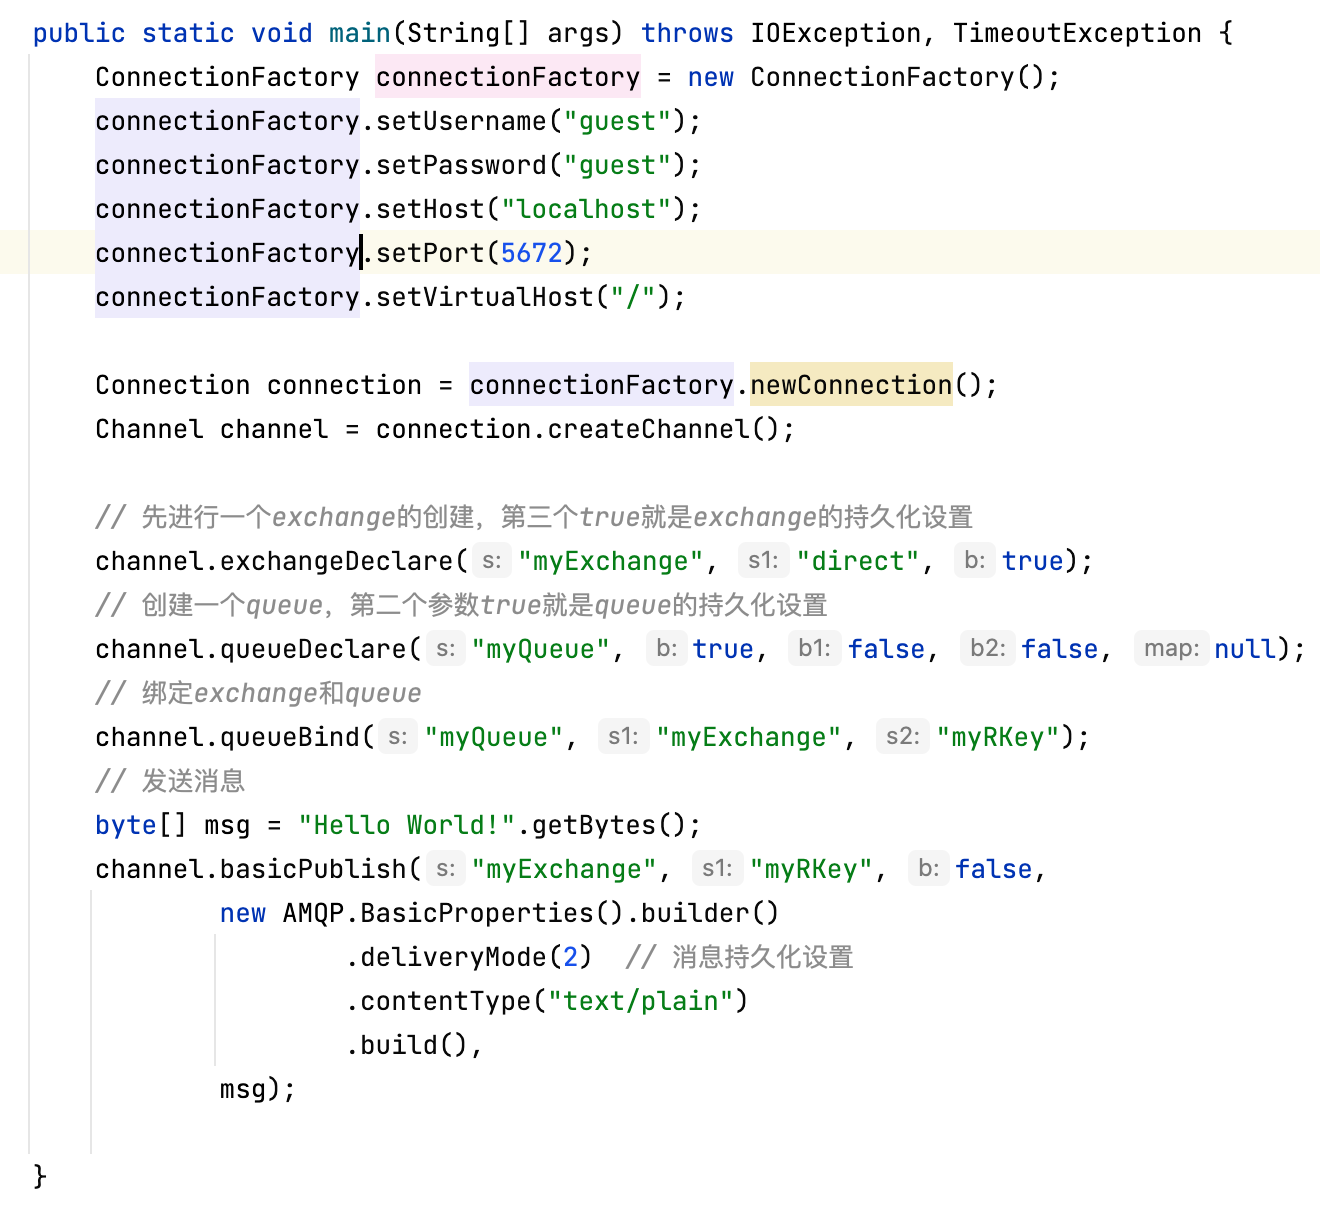 public static void main(String[] args) throws IOException, TimeoutException {
ConnectionFactory connectionFactory = new ConnectionFactory();
connectionFactory.setUsername("guest");
connectionFactory.setPassword("guest");
connectionFactory.setHost("localhost");
connectionFactory.setPort(5672);
connectionFactory.setVirtualHost("/");
Connection connection = connectionFactory.newConnection();
Channel channel = connection.createChannel();
// 先进行一个exchange的创建，第三个true就是exchange的持久化设置
channel.exchangeDeclare( s: "myExchange", s1: "direct", b: true);
// 创建一个queue，第二个参数true就是queue的持久化设置
channel.queueDeclare( s: "myQueue", b: true, b1: false, b2: false, map: null);
// 绑定exchange和queue
channel.queueBind( s: "myQueue", s1: "myExchange", s2: "myRKey");
// 发送消息
byte[] msg = "Hello World!".getBytes();
channel.basicPublish( s: "myExchange", s1: "myRKey", b: false,
new AMQP.BasicProperties().builder()
.deliveryMode(2) // 消息持久化设置
.contentType("text/plain")
.build(),
msg);
}